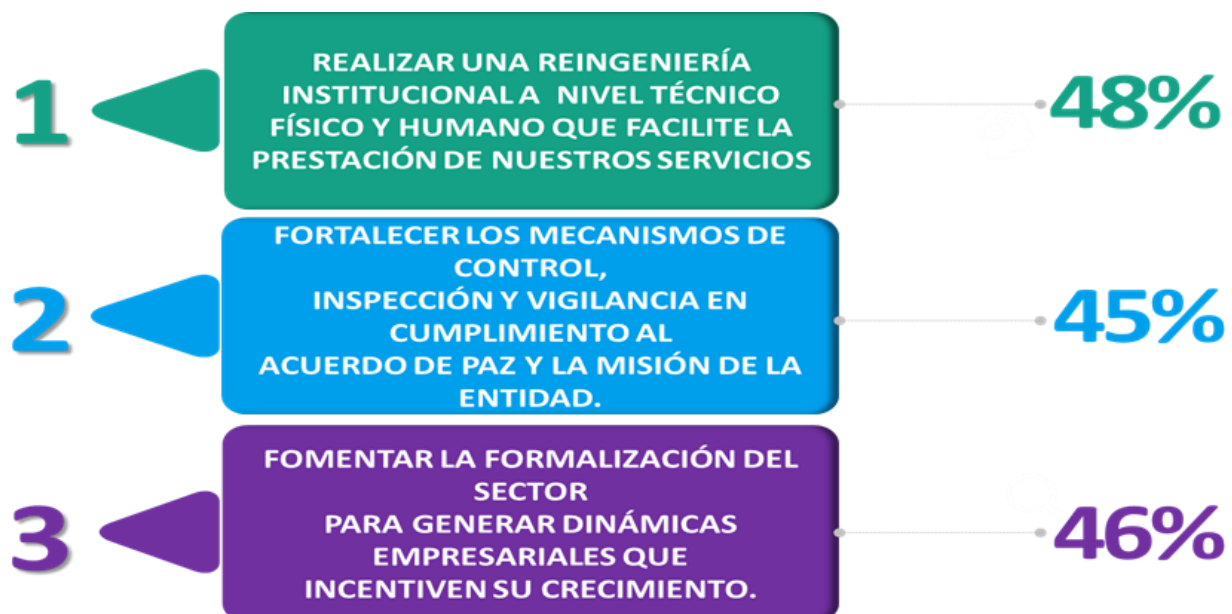 1
REALIZAR UNA REINGENIERÍA
INSTITUCIONAL A NIVEL TÉCNICO
FÍSICO Y HUMANO QUE FACILITE LA
PRESTACIÓN DE NUESTROS SERVICIOS
48%
2
FORTALECER LOS MECANISMOS DE
CONTROL,
INSPECCIÓN Y VIGILANCIA EN
CUMPLIMIENTO AL
ACUERDO DE PAZ Y LA MISIÓN DE LA
ENTIDAD.
45%
3
FOMENTAR LA FORMALIZACIÓN DEL
SECTOR
PARA GENERAR DINÁMICAS
EMPRESARIALES QUE
INCENTIVEN SU CRECIMIENTO.
46%